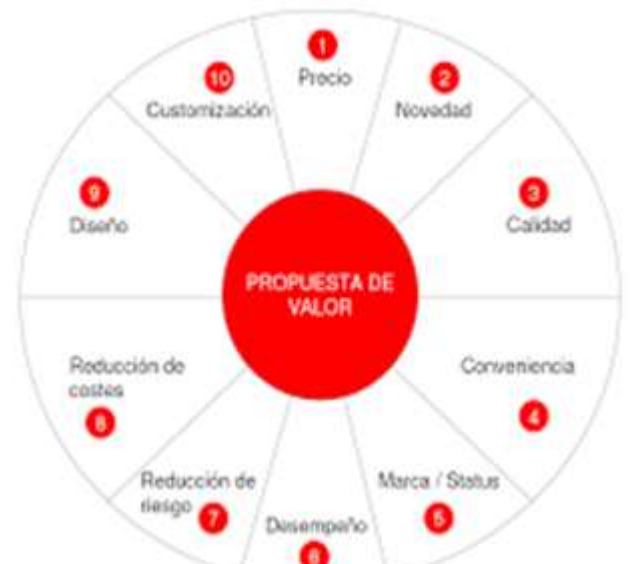 1
Precio
2
Novedad
3
Calidad
Conveniencia
4
Marca / Status
5
Desempeño
6
Reducción de
riesgo
7
Reducción de
costes
8
9
Diseño
10
Customización
PROPUESTA DE
VALOR